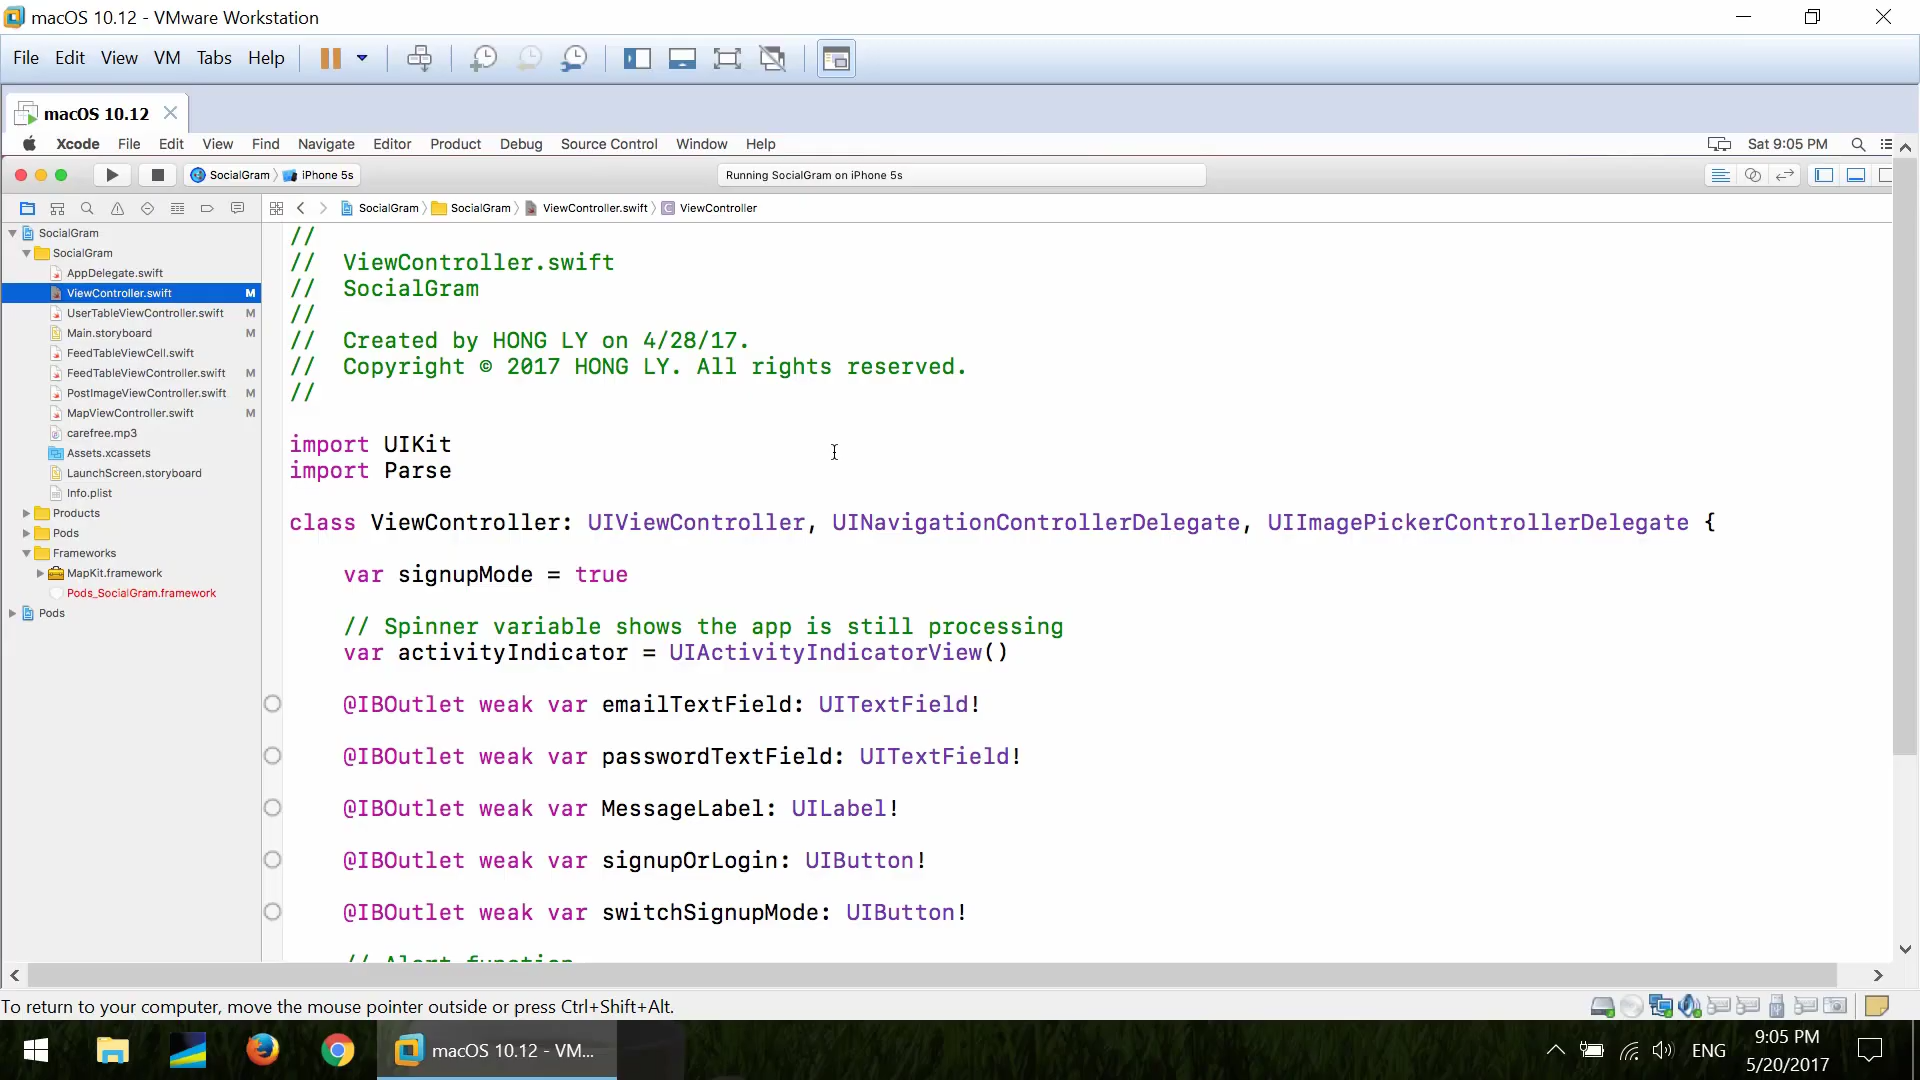 macOS 10.12 - VMware Workstation
File Edit View VM Tabs Help
macOS 10.12
Xcode File Edit View Find Navigate Editor Product Debug Source Control Window Help Sat 9:05 PM
SocialGram iPhone 5s Running SocialGram on iPhone 5s
SocialGram SocialGram ViewController.swift C ViewController
SocialGram
SocialGram
AppDelegate.swift
ViewController.swift M
UserTableViewController.swift M
Main.storyboard M
FeedTableViewCell.swift
FeedTableViewController.swift M
PostImageViewController.swift M
MapViewController.swift M
carefree.mp3
Assets.xcassets
LaunchScreen.storyboard
Info.plist
Products
Pods
Frameworks
MapKit.framework
Pods_SocialGram.framework
Pods
//
// ViewController.swift
// SocialGram
//
// Created by HONG LY on 4/28/17.
// Copyright © 2017 HONG LY. All rights reserved.
//
import UIKit
import Parse
class ViewController: UIViewController, UINavigationControllerDelegate, UIImagePickerControllerDelegate {
var signupMode = true
// Spinner variable shows the app is still processing
var activityIndicator = UIActivityIndicatorView()
@IBOutlet weak var emailTextField: UITextField!
@IBOutlet weak var passwordTextField: UITextField!
@IBOutlet weak var MessageLabel: UILabel!
@IBOutlet weak var signupOrLogin: UIButton!
@IBOutlet weak var switchSignupMode: UIButton!
// Alert function
To return to your computer, move the mouse pointer outside or press Ctrl+Shift+Alt.
macOS 10.12 - VM...
ENG
9:05 PM
5/20/2017